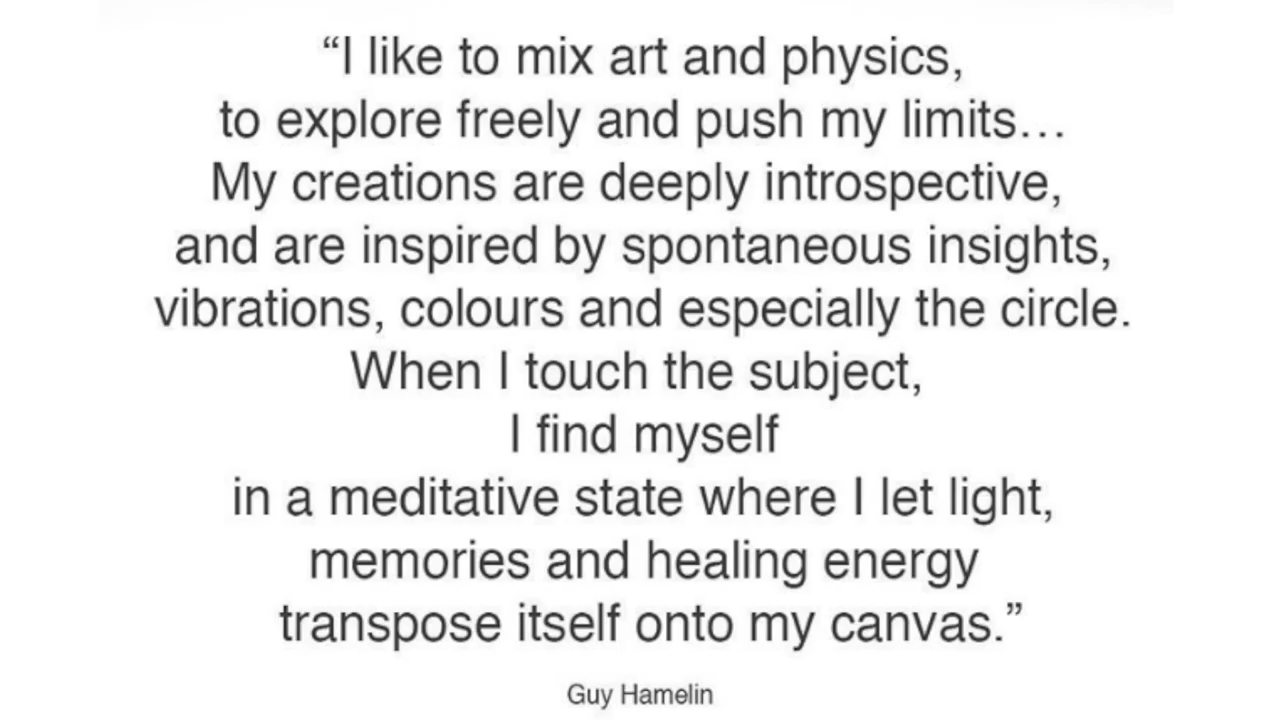 “I like to mix art and physics,
to explore freely and push my limits…
My creations are deeply introspective,
and are inspired by spontaneous insights,
vibrations, colours and especially the circle.
When I touch the subject,
I find myself
in a meditative state where I let light,
memories and healing energy
transpose itself onto my canvas.”
Guy Hamelin